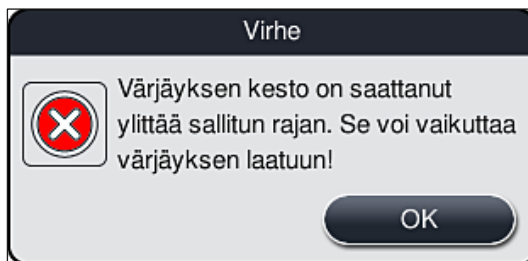 Virhe
Värjäyksen kesto on saattanut
ylittää sallitun rajan. Se voi vaikuttaa
värjäyksen laatuun!
OK